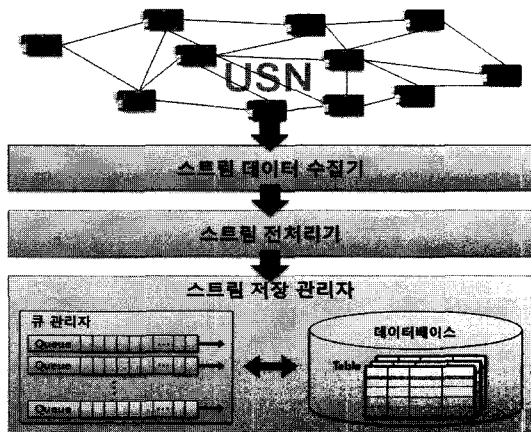 USN
스트림 데이터 수집기
스트림 전처리기
스트림 저장 관리자
큐 관리자
Queue
Queue
Queue
데이터베이스
Table